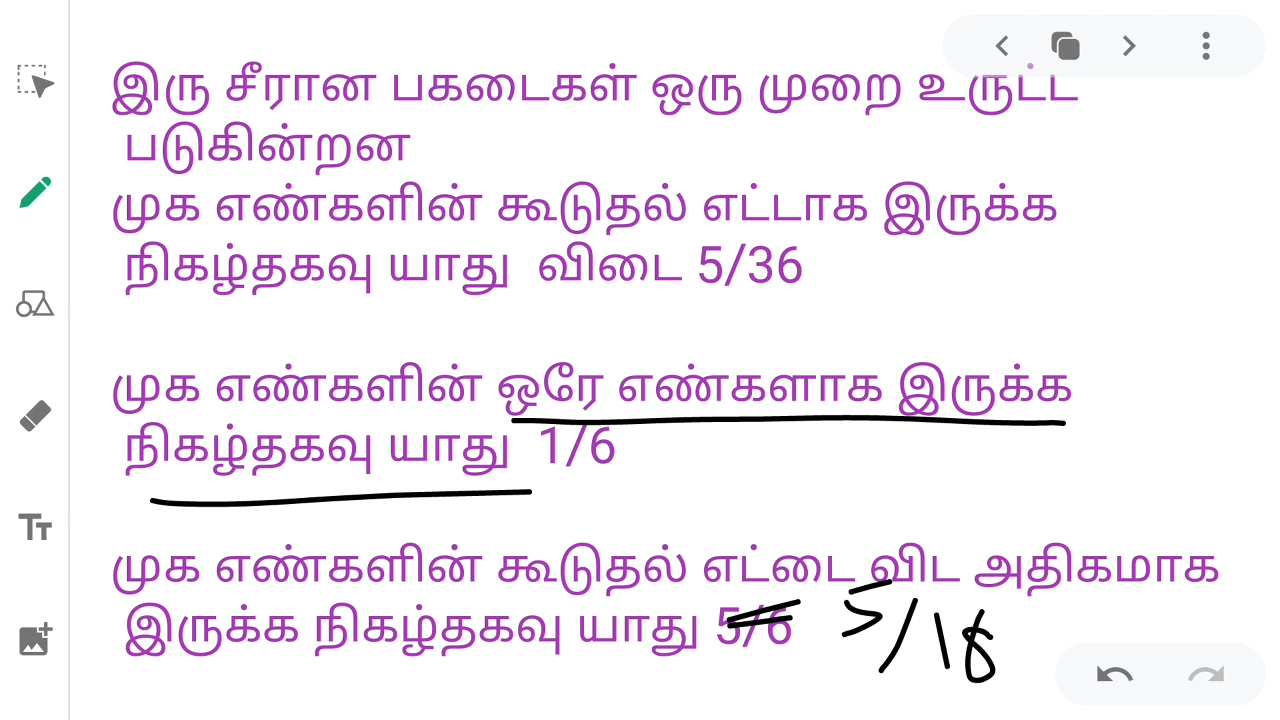 இரு சீரான பகடைகள் ஒரு முறை உருட்ட
படுகின்றன
முக எண்களின் கூடுதல் எட்டாக இருக்க
நிகழ்தகவு யாது விடை 5/36
முக எண்களின் ஒரே எண்களாக இருக்க
நிகழ்தகவு யாது 1/6
முக எண்களின் கூடுதல் எட்டை விட அதிகமாக
இருக்க நிகழ்தகவு யாது 5/6 5/18